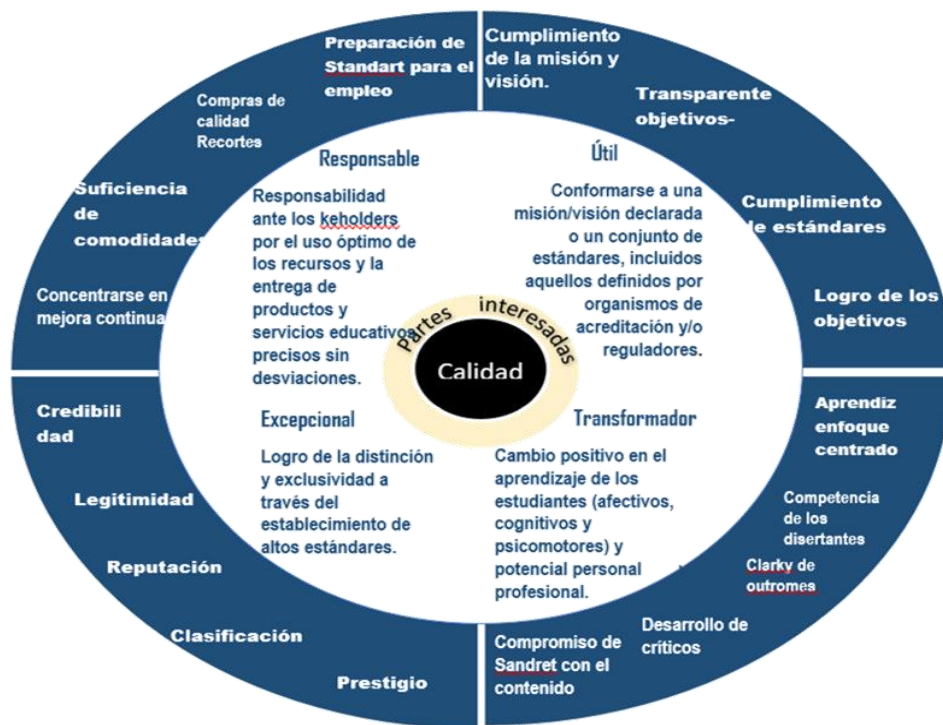 Preparación de
Standart para el
empleo
Compras de
calidad
Recortes
Suficiencia
de
comodidades
Concentrarse en
mejora continua
Cumplimiento
de la misión y
visión.
Transparente
objetivos-
Cumplimiento
de estándares
Logro de los
objetivos
Responsable
Responsabilidad
ante los keholders
por el uso óptimo de
los recursos y la
entrega de
productos y
servicios educativos
precisos sin
desviaciones.
Útil
Conformarse a una
misión/visión declarada
o un conjunto de
estándares, incluidos
aquellos definidos por
organismos de
acreditación y/o
reguladores.
Partes interesadas
Calidad
Excepcional
Logro de la distinción
y exclusividad a
través del
establecimiento de
altos estándares.
Transformador
Cambio positivo en el
aprendizaje de los
estudiantes (afectivos,
cognitivos y
psicomotores) y
potencial personal
profesional.
Credibili
dad
Legitimidad
Reputación
Clasificación
Prestigio
Aprendiz
enfoque
centrado
Competencia
de los
disertantes
Clarky de
outromes
Desarrollo de
críticos
Compromiso de
Sandret con el
contenido